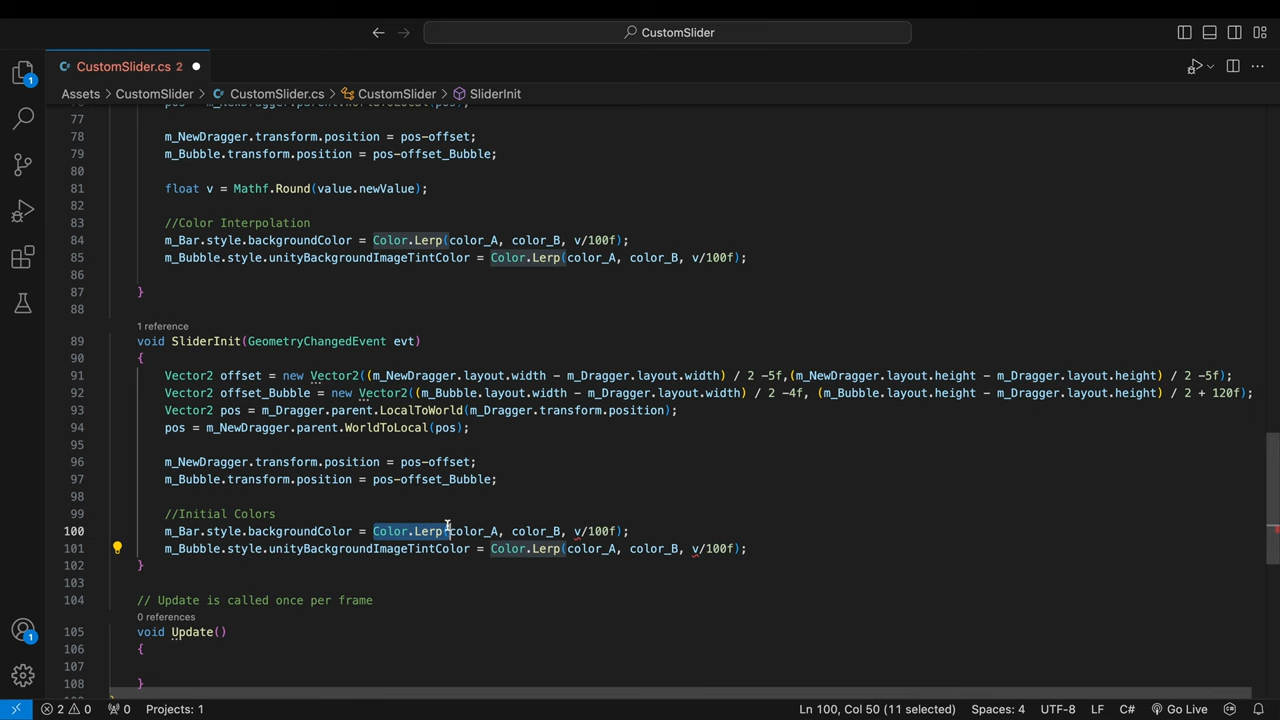 CustomSlider
CustomSlider.cs 2
Assets > CustomSlider > CustomSlider.cs > CustomSlider > SliderInit
77
78 m_NewDragger.transform.position = pos-offset;
79 m_Bubble.transform.position = pos-offset_Bubble;
80
81 float v = Mathf.Round(value.newValue);
82
83 //Color Interpolation
84 m_Bar.style.backgroundColor = Color.Lerp(color_A, color_B, v/100f);
85 m_Bubble.style.unityBackgroundImageTintColor = Color.Lerp(color_A, color_B, v/100f);
86
87 }
88
1 reference
89 void SliderInit(GeometryChangedEvent evt)
90 {
91 Vector2 offset = new Vector2((m_NewDragger.layout.width - m_Dragger.layout.width) / 2 -5f,(m_NewDragger.layout.height - m_Dragger.layout.height) / 2 -5f);
92 Vector2 offset_Bubble = new Vector2((m_Bubble.layout.width - m_Dragger.layout.width) / 2 -4f, (m_Bubble.layout.height - m_Dragger.layout.height) / 2 + 120f);
93 Vector2 pos = m_Dragger.parent.LocalToWorld(m_Dragger.transform.position);
94 pos = m_NewDragger.parent.WorldToLocal(pos);
95
96 m_NewDragger.transform.position = pos-offset;
97 m_Bubble.transform.position = pos-offset_Bubble;
98
99 //Initial Colors
100 m_Bar.style.backgroundColor = Color.Lerp(color_A, color_B, v/100f);
101 m_Bubble.style.unityBackgroundImageTintColor = Color.Lerp(color_A, color_B, v/100f);
102 }
103
104 // Update is called once per frame
0 references
105 void Update()
106 {
107
108 }
2 0 0 Projects: 1 Ln 100, Col 50 (11 selected) Spaces: 4 UTF-8 LF C# Go Live